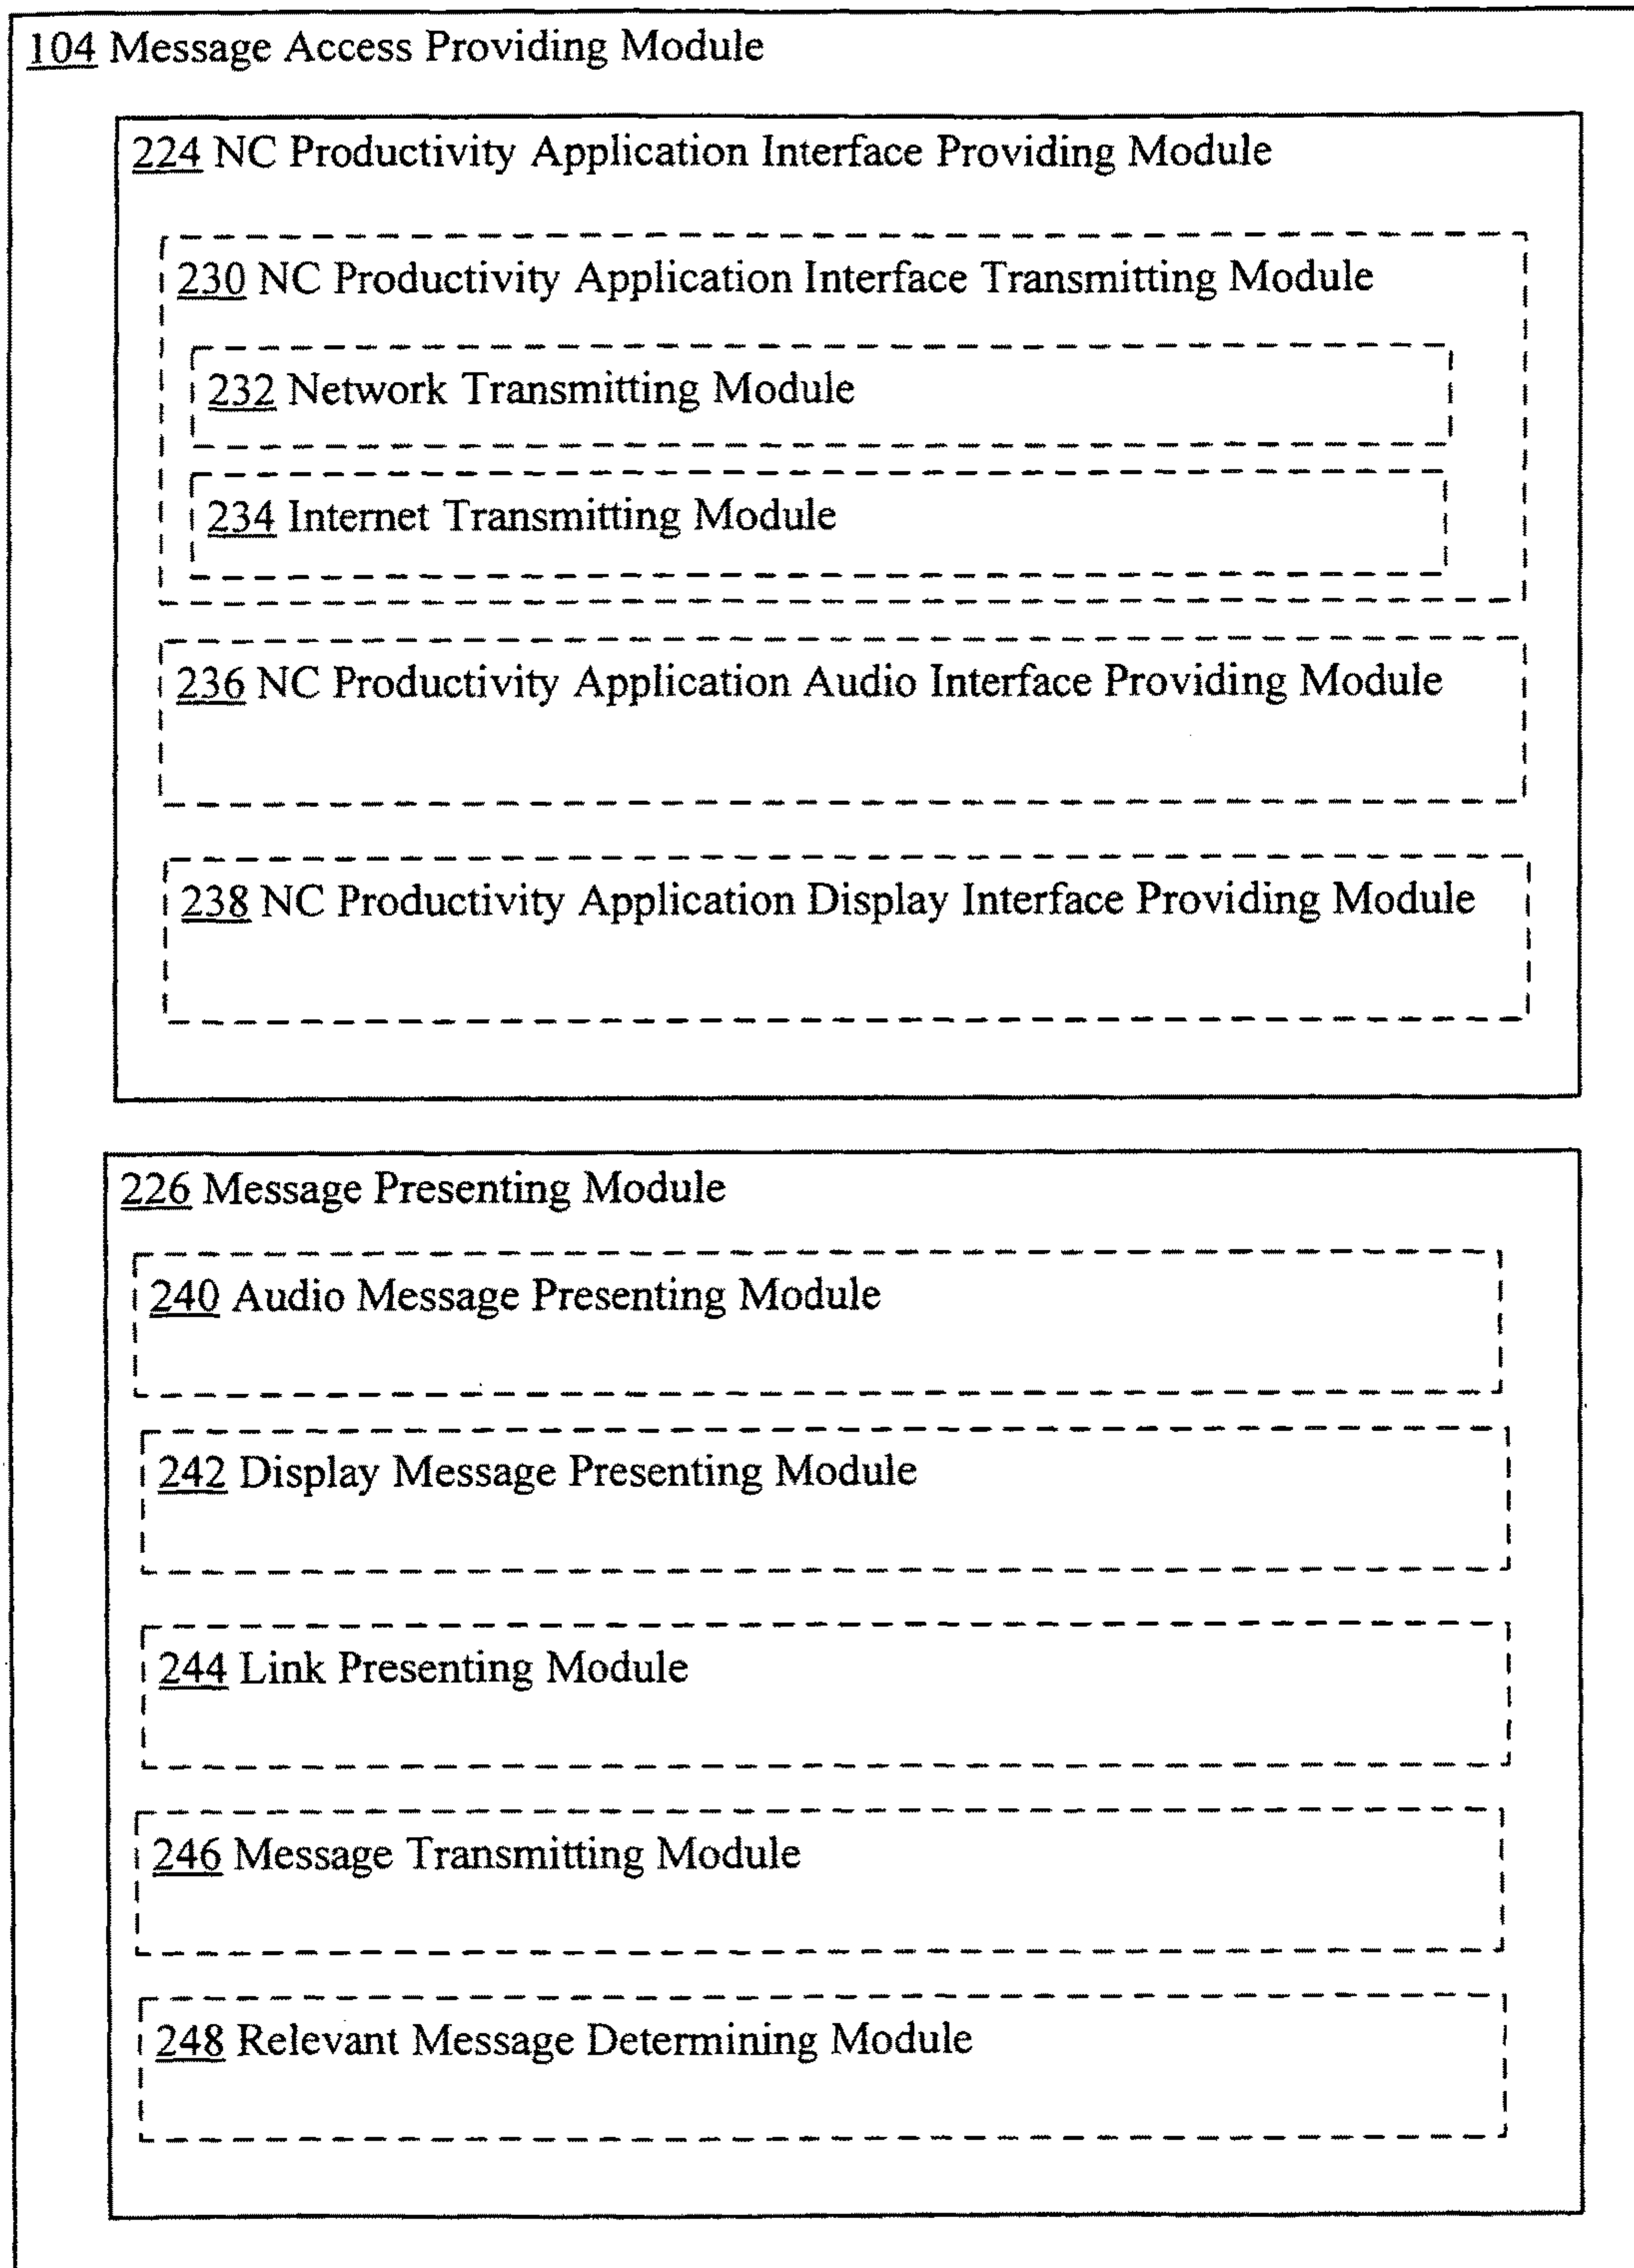 104 Message Access Providing Module
224 NC Productivity Application Interface Providing Module
230 NC Productivity Application Interface Transmitting Module
232 Network Transmitting Module
234 Internet Transmitting Module
236 NC Productivity Application Audio Interface Providing Module
238 NC Productivity Application Display Interface Providing Module
226 Message Presenting Module
240 Audio Message Presenting Module
242 Display Message Presenting Module
244 Link Presenting Module
246 Message Transmitting Module
248 Relevant Message Determining Module